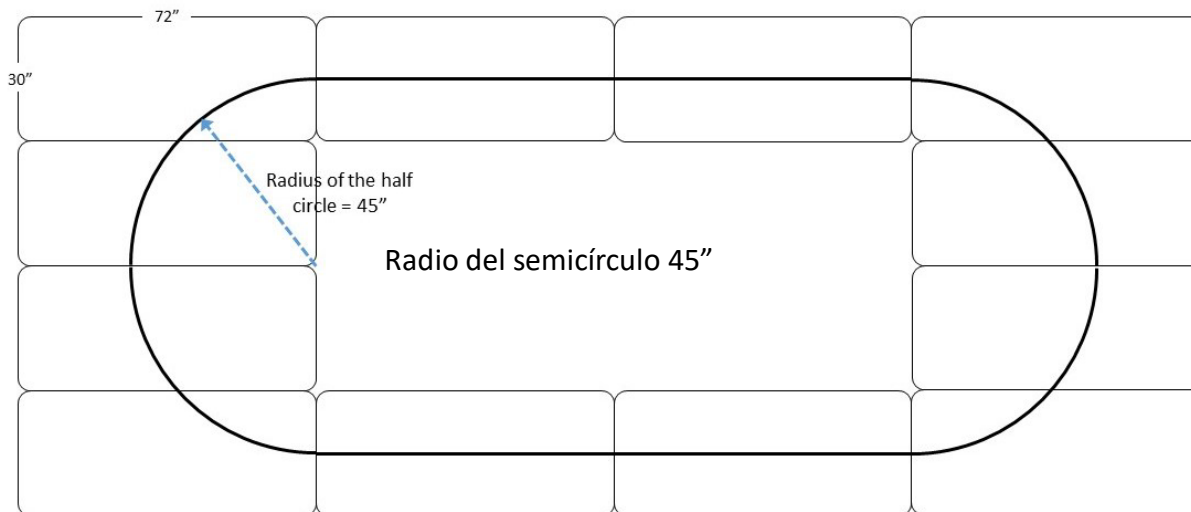 72”
30”
Radius of the half
circle = 45”
Radio del semicírculo 45”